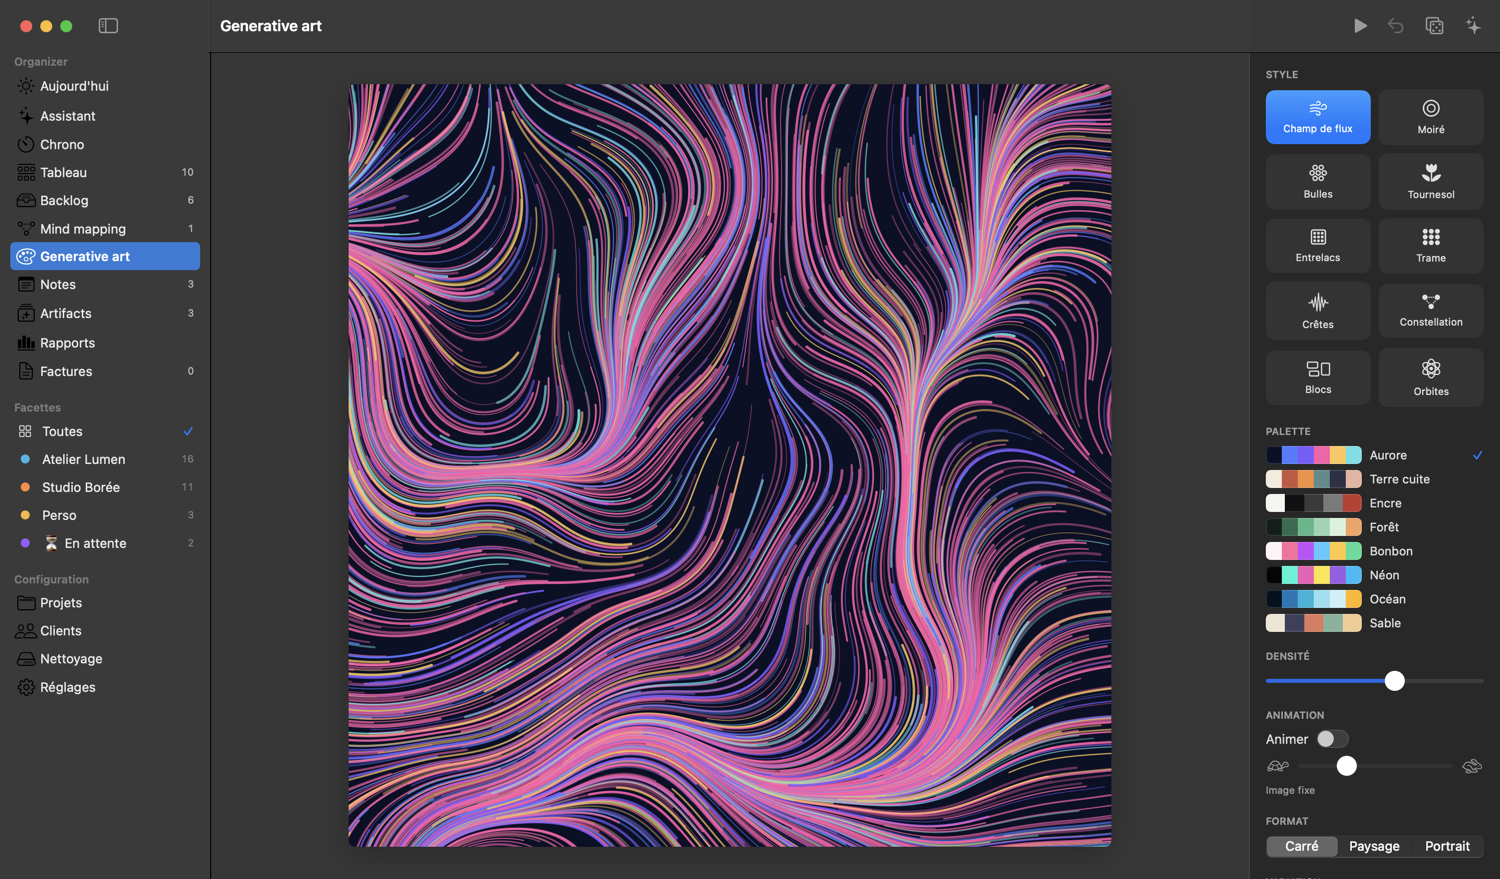 Generative art
Organizer
Aujourd'hui
Assistant
Chrono
Tableau 10
Backlog 6
Mind mapping 1
Generative art
Notes 3
Artifacts 3
Rapports
Factures 0
Facettes
Toutes
Atelier Lumen 16
Studio Borée 11
Perso 3
En attente 2
Configuration
Projets
Clients
Nettoyage
Réglages
STYLE
Champ de flux Moiré
Bulles Tournesol
Entrelacs Trame
Crêtes Constellation
Blocs Orbites
PALETTE
Aurore
Terre cuite
Encre
Forêt
Bonbon
Néon
Océan
Sable
DENSITÉ
ANIMATION
Animer
Image fixe
FORMAT
Carré Paysage Portrait